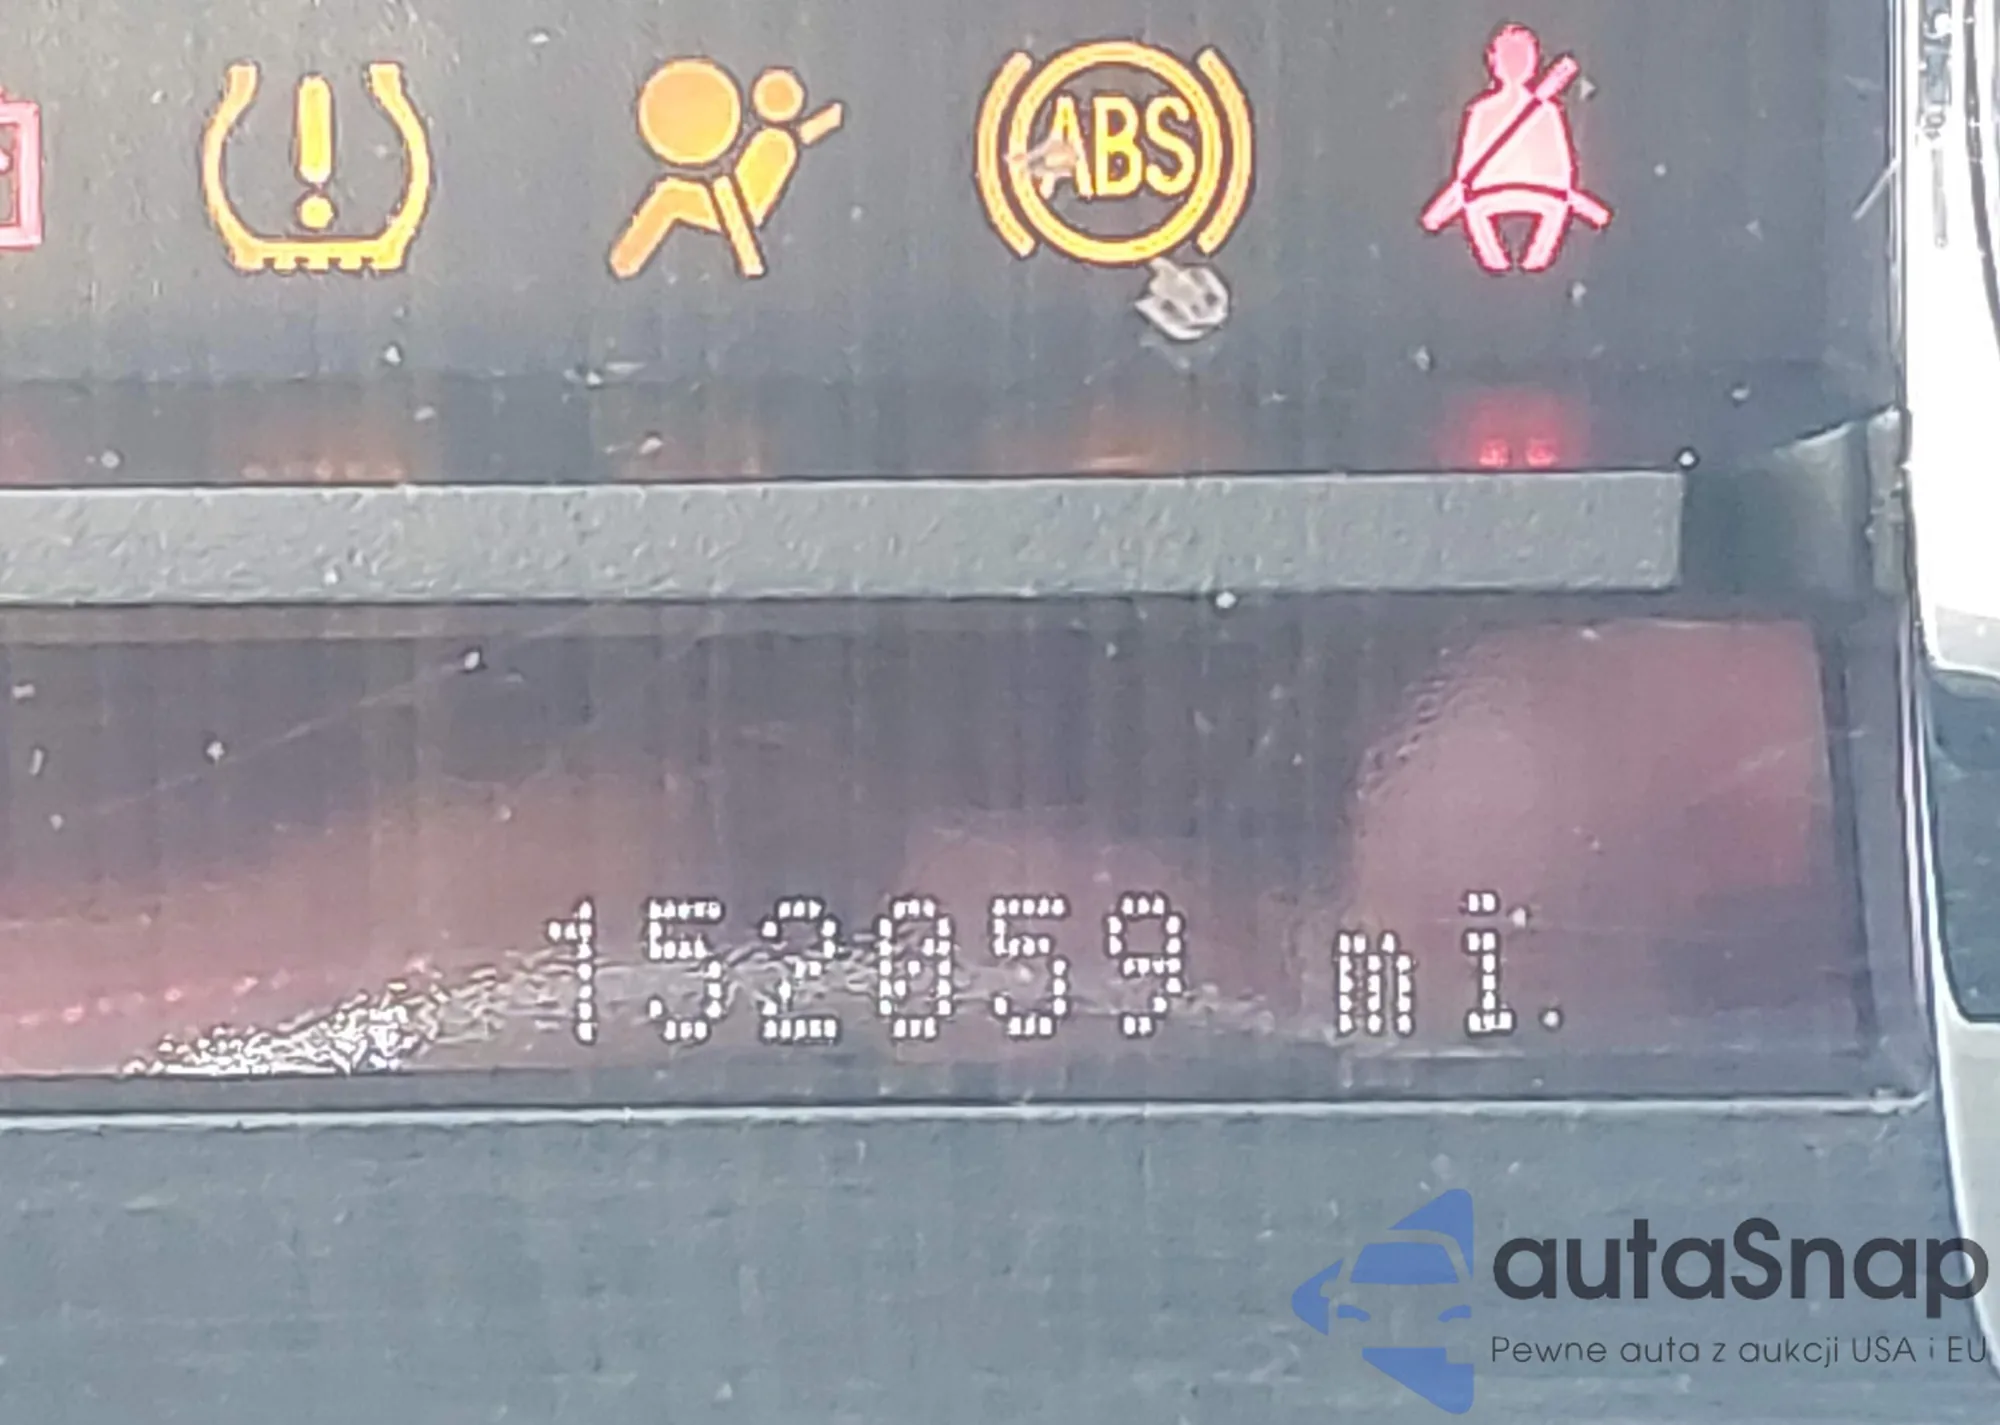 ABS
152059 mi.
autaSnap
Pewne auta z aukcji USA i EU